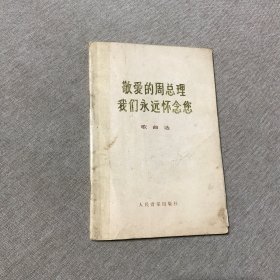 敬爱的周总理
我们永远怀念您
歌曲选
人民音乐出版社